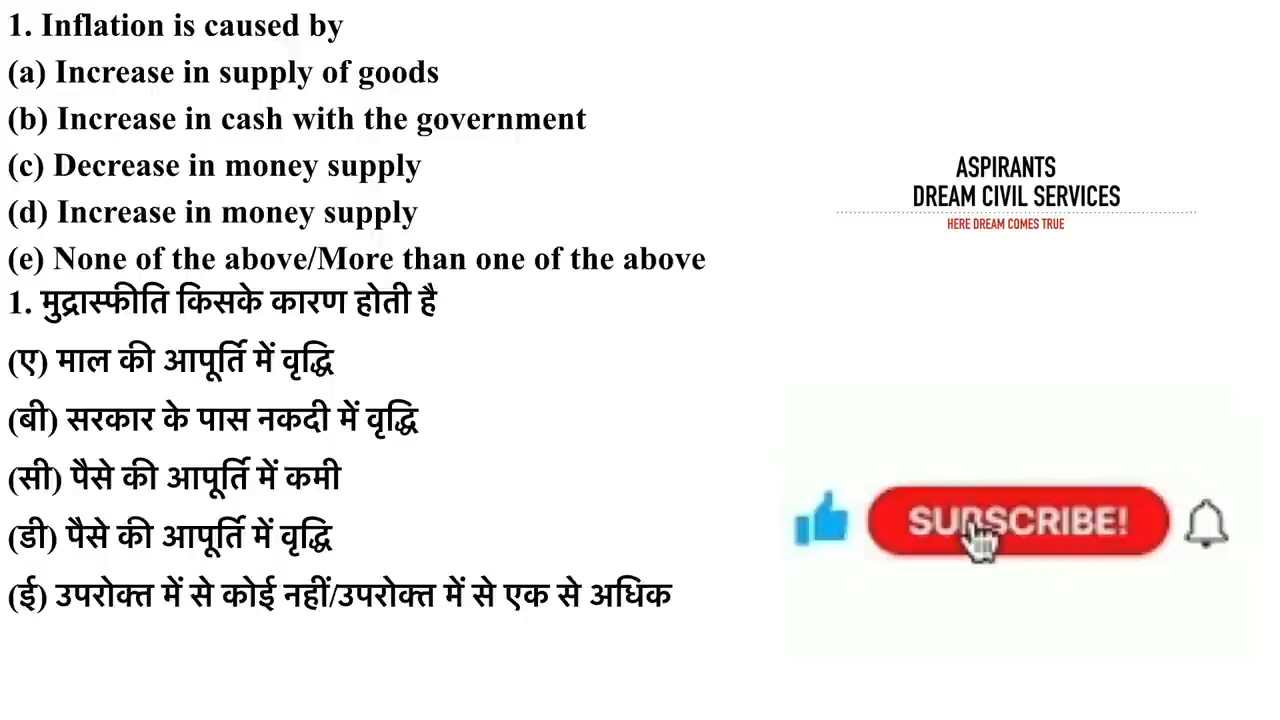 1. Inflation is caused by
(a) Increase in supply of goods
(b) Increase in cash with the government
(c) Decrease in money supply
(d) Increase in money supply
(e) None of the above/More than one of the above
1. मुद्रास्फीति किसके कारण होती है
(ए) माल की आपूर्ति में वृद्धि
(बी) सरकार के पास नकदी में वृद्धि
(सी) पैसे की आपूर्ति में कमी
(डी) पैसे की आपूर्ति में वृद्धि
(ई) उपरोक्त में से कोई नहीं/उपरोक्त में से एक से अधिक
ASPIRANTS
DREAM CIVIL SERVICES
HERE DREAM COMES TRUE
SUBSCRIBE!